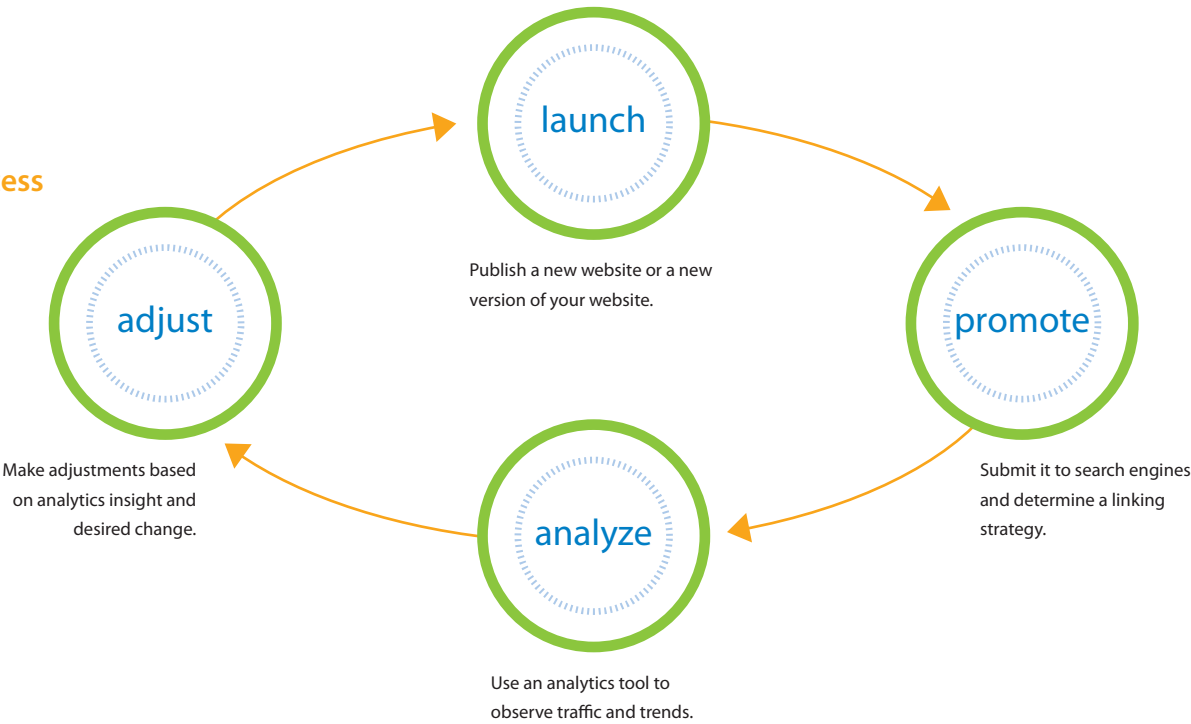 launch
Publish a new website or a new
version of your website.
ess
promote
Submit it to search engines
and determine a linking
strategy.
analyze
Use an analytics tool to
observe traffic and trends.
adjust
Make adjustments based
on analytics insight and
desired change.